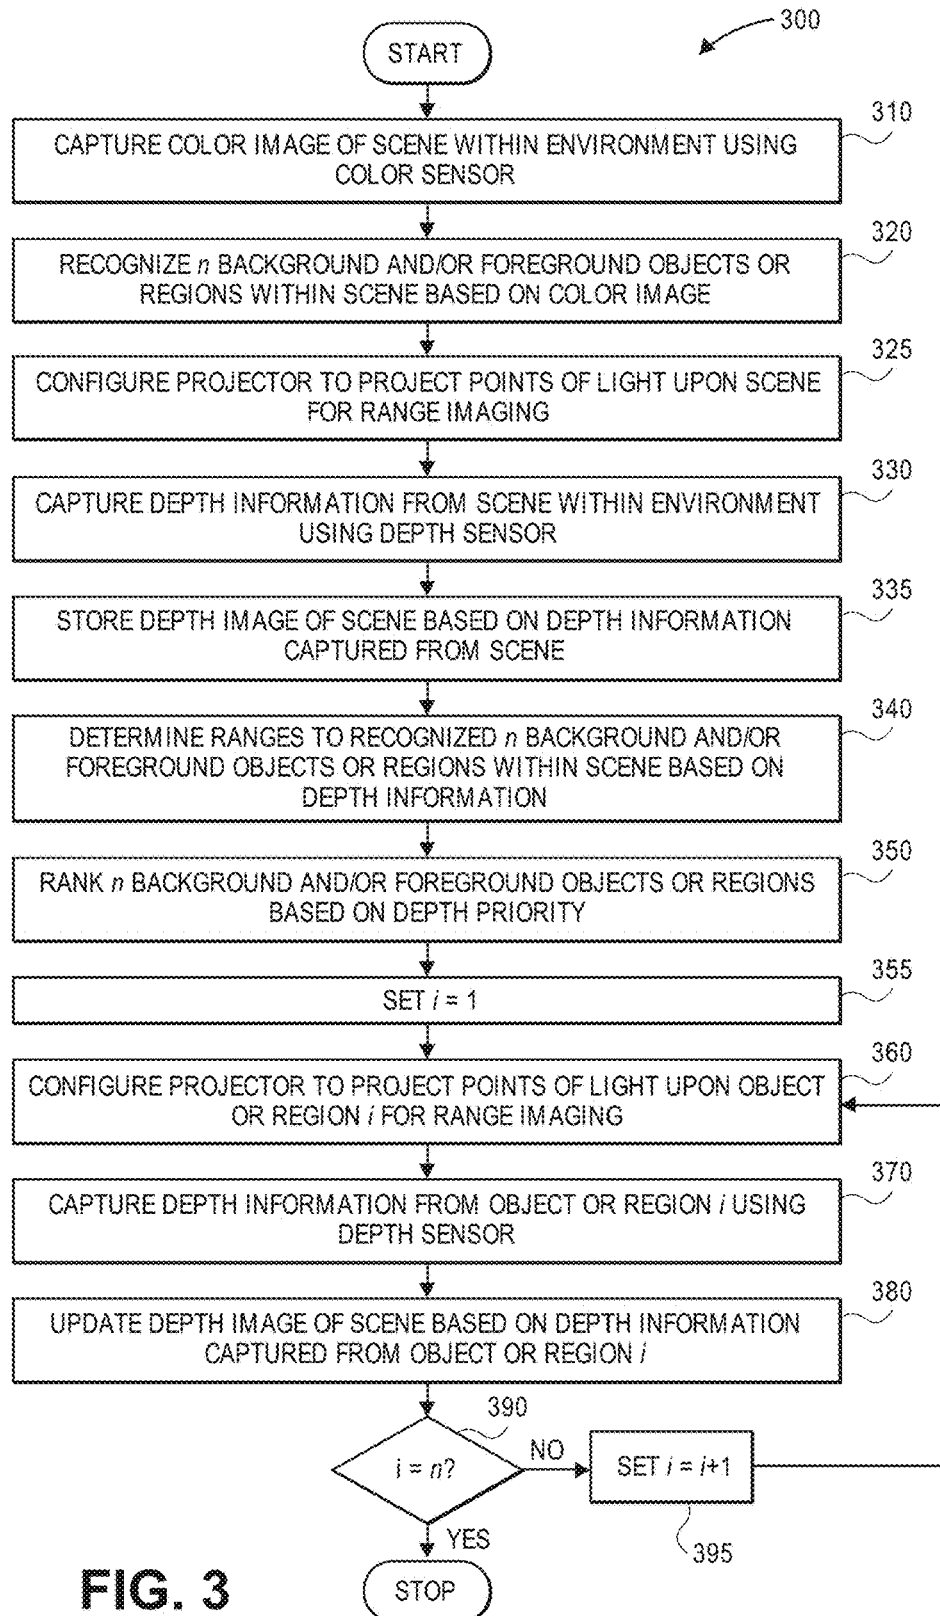 300
START
310
CAPTURE COLOR IMAGE OF SCENE WITHIN ENVIRONMENT USING
COLOR SENSOR
320
RECOGNIZE n BACKGROUND AND/OR FOREGROUND OBJECTS OR
REGIONS WITHIN SCENE BASED ON COLOR IMAGE
325
CONFIGURE PROJECTOR TO PROJECT POINTS OF LIGHT UPON SCENE
FOR RANGE IMAGING
330
CAPTURE DEPTH INFORMATION FROM SCENE WITHIN ENVIRONMENT
USING DEPTH SENSOR
335
STORE DEPTH IMAGE OF SCENE BASED ON DEPTH INFORMATION
CAPTURED FROM SCENE
340
DETERMINE RANGES TO RECOGNIZED n BACKGROUND AND/OR
FOREGROUND OBJECTS OR REGIONS WITHIN SCENE BASED ON
DEPTH INFORMATION
350
RANK n BACKGROUND AND/OR FOREGROUND OBJECTS OR REGIONS
BASED ON DEPTH PRIORITY
355
SET i = 1
360
CONFIGURE PROJECTOR TO PROJECT POINTS OF LIGHT UPON OBJECT
OR REGION i FOR RANGE IMAGING
370
CAPTURE DEPTH INFORMATION FROM OBJECT OR REGION i USING
DEPTH SENSOR
380
UPDATE DEPTH IMAGE OF SCENE BASED ON DEPTH INFORMATION
CAPTURED FROM OBJECT OR REGION i
390
i = n?
NO
SET i = i+1
395
YES
STOP
FIG. 3